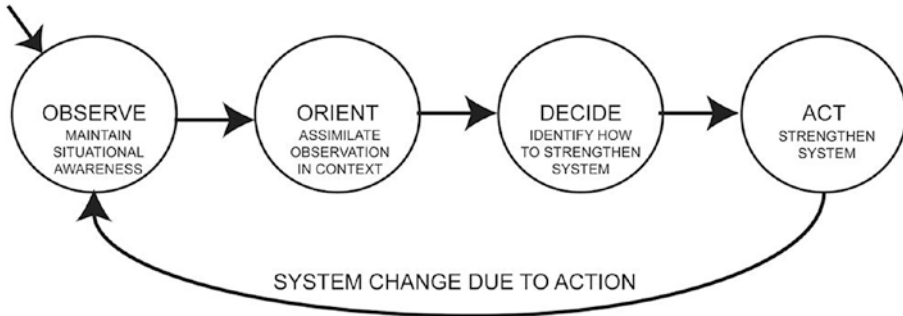 OBSERVE
MAINTAIN
SITUATIONAL
AWARENESS
ORIENT
ASSIMILATE
OBSERVATION
IN CONTEXT
DECIDE
IDENTIFY HOW
TO STRENGTHEN
SYSTEM
ACT
STRENGTHEN
SYSTEM
SYSTEM CHANGE DUE TO ACTION